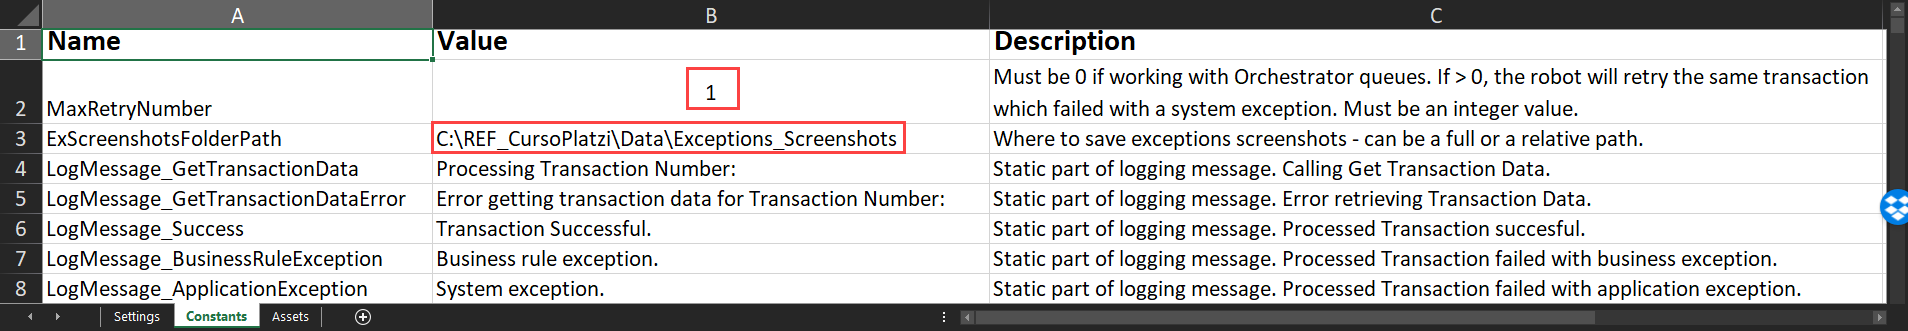 A B C
1 Name Value Description
Must be 0 if working with Orchestrator queues. If > 0, the robot will retry the same transaction
2 MaxRetryNumber 1 which failed with a system exception. Must be an integer value.
3 ExScreenshotsFolderPath C:\REF_CursoPlatzi\Data\Exceptions_Screenshots Where to save exceptions screenshots - can be a full or a relative path.
4 LogMessage_GetTransactionData Processing Transaction Number: Static part of logging message. Calling Get Transaction Data.
5 LogMessage_GetTransactionDataError Error getting transaction data for Transaction Number: Static part of logging message. Error retrieving Transaction Data.
6 LogMessage_Success Transaction Successful. Static part of logging message. Processed Transaction succesful.
7 LogMessage_BusinessRuleException Business rule exception. Static part of logging message. Processed Transaction failed with business exception.
8 LogMessage_ApplicationException System exception. Static part of logging message. Processed Transaction failed with application exception.
Settings Constants Assets